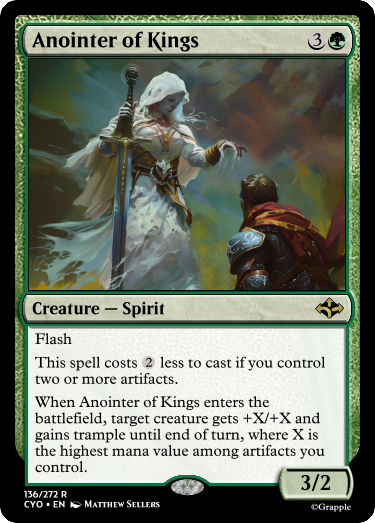 Anointer of Kings 3
Creature — Spirit
Flash
This spell costs 2 less to cast if you control
two or more artifacts.
When Anointer of Kings enters the
battlefield, target creature gets +X/+X and
gains trample until end of turn, where X is
the highest mana value among artifacts you
control.
3/2
136/272 R
CYO • EN Matthew Sellers
©Grapple